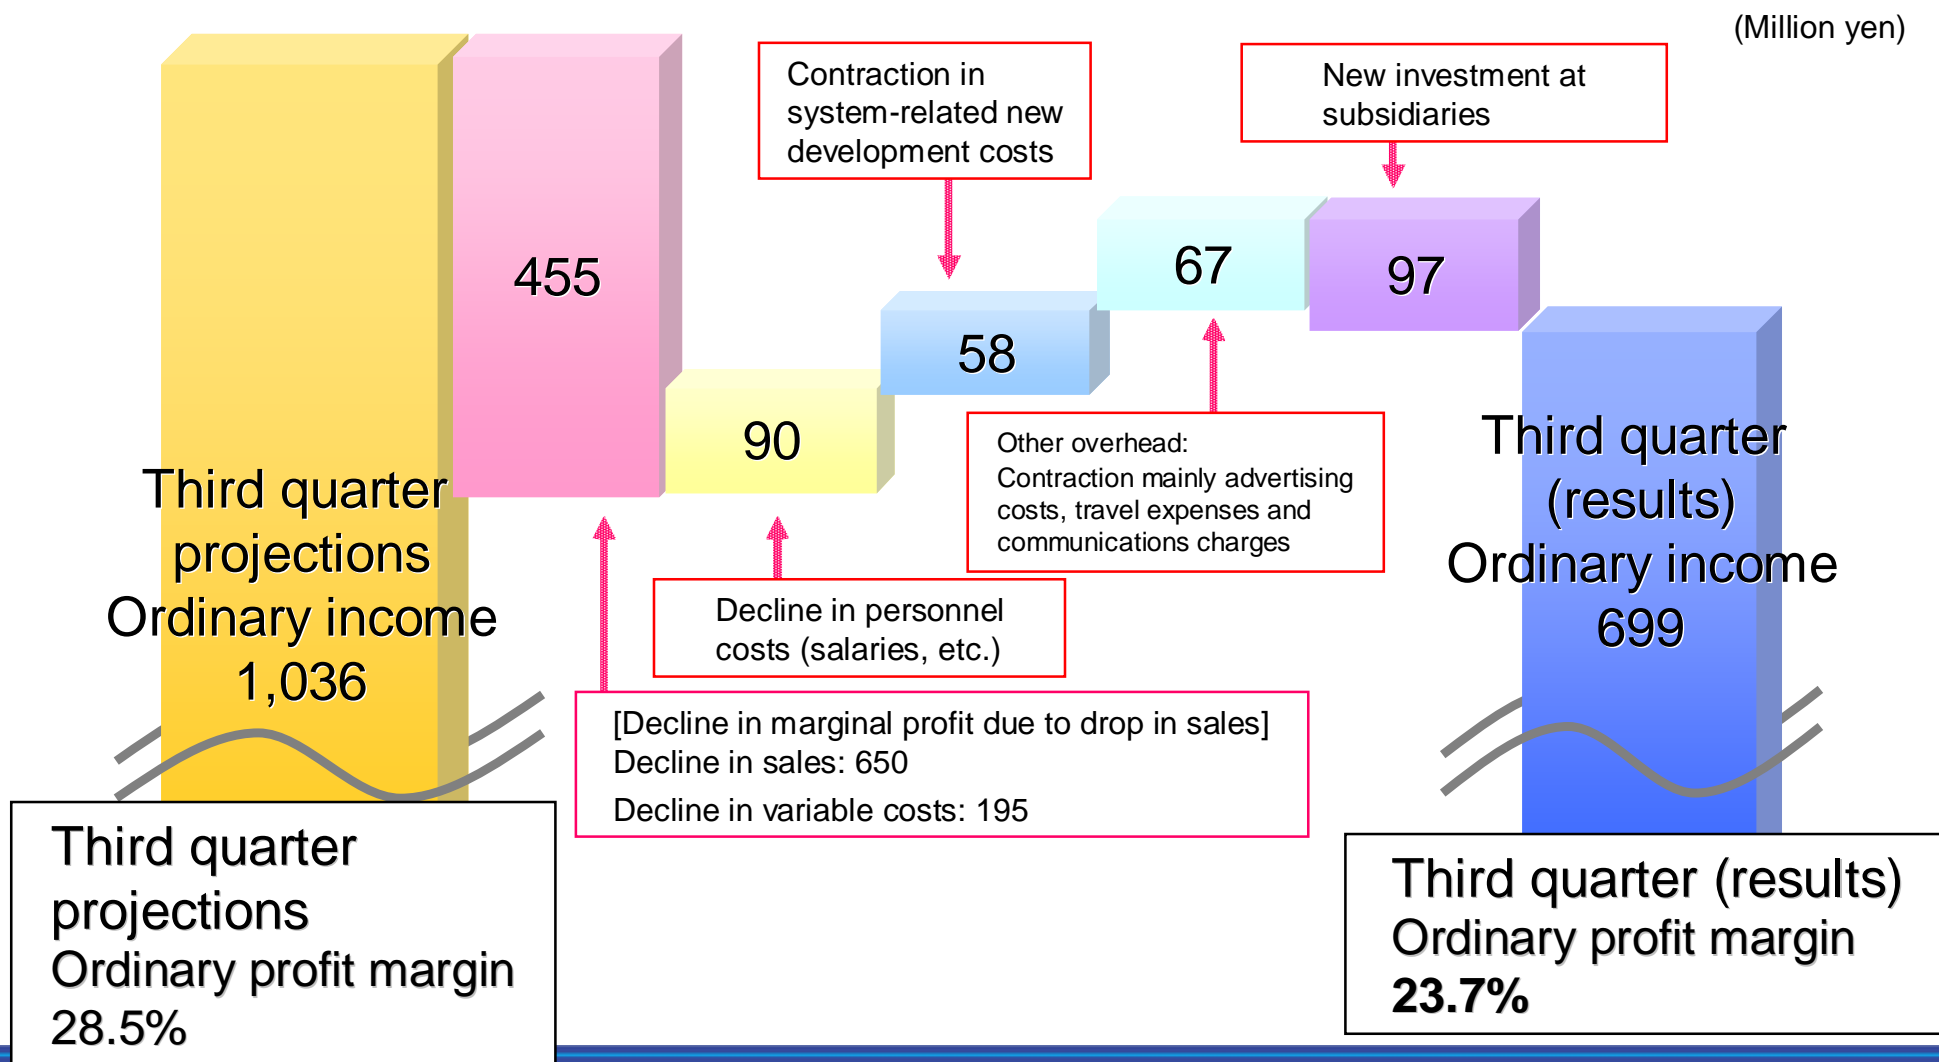 (Million yen)
Contraction in
system-related new
development costs
New investment at
subsidiaries
455
90
58
67
97
Third quarter
projections
Ordinary income
1,036
Other overhead:
Contraction mainly advertising
costs, travel expenses and
communications charges
Decline in personnel
costs (salaries, etc.)
[Decline in marginal profit due to drop in sales]
Decline in sales: 650
Decline in variable costs: 195
Third quarter
(results)
Ordinary income
699
Third quarter
projections
Ordinary profit margin
28.5%
Third quarter (results)
Ordinary profit margin
23.7%